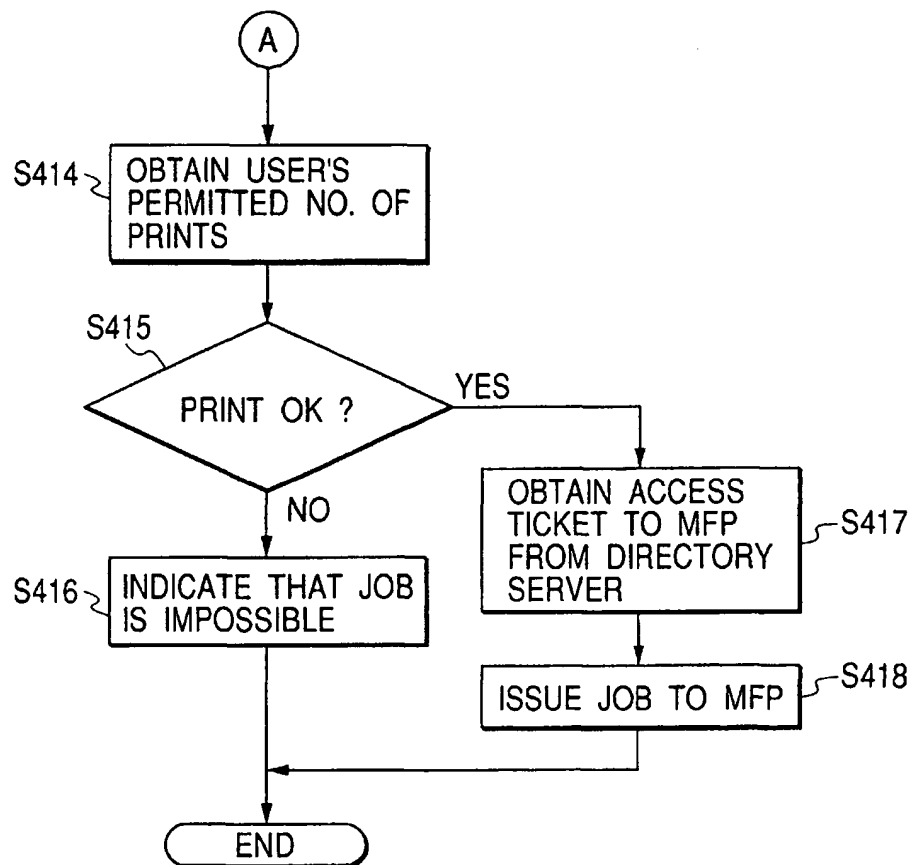 A
S414
OBTAIN USER'S
PERMITTED NO. OF
PRINTS
S415
PRINT OK ?
YES
NO
S416
INDICATE THAT JOB
IS IMPOSSIBLE
OBTAIN ACCESS
TICKET TO MFP
FROM DIRECTORY
SERVER
S417
ISSUE JOB TO MFP
S418
END